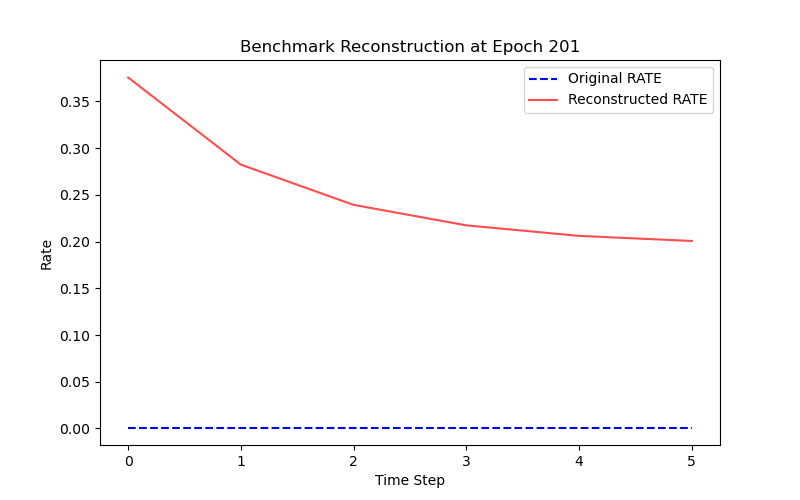 Benchmark Reconstruction at Epoch 201
Original RATE
Reconstructed RATE
Rate
0.35
0.30
0.25
0.20
0.15
0.10
0.05
0.00
0 1 2 3 4 5
Time Step